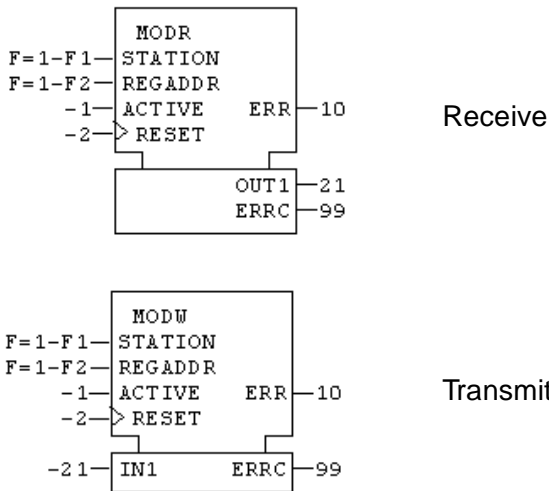 MODR
F=1-F1 STATION
F=1-F2 REGADDR
-1 ACTIVE ERR 10
-2 RESET
Receive
OUT1 21
ERRC 99
MODW
F=1-F1 STATION
F=1-F2 REGADDR
-1 ACTIVE ERR 10
-2 RESET
Transmit
-21 IN1 ERRC 99